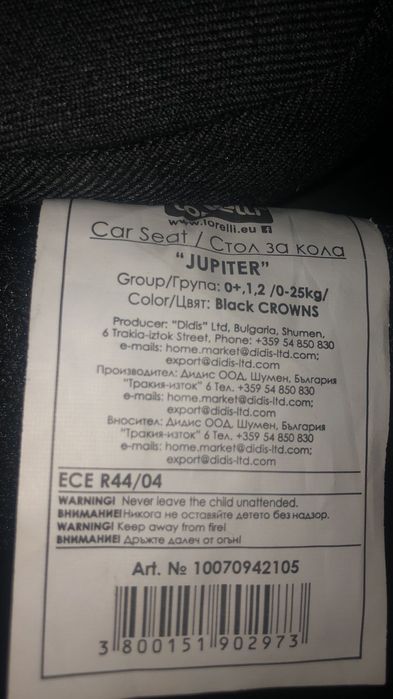 www.lorelli.eu
Car Seat / Стол за кола
"JUPITER"
Group/Група: 0+,1,2 /0-25kg/
Color/Цвят: Black CROWNS
Producer: "Didis" Ltd, Bulgaria, Shumen,
6 Trakia-iztok Street, Phone: +359 54 850 830
e-mails: home.market@didis-ltd.com;
export@didis-ltd.com
Производител: Дидис ООД, Шумен, България
"Тракия-изток" 6 Тел. +359 54 850 830
e-mails: home.market@didis-ltd.com;
export@didis-ltd.com
Вносител: Дидис ООД, Шумен, България
"Тракия-изток" 6 Тел. +359 54 850 830
e-mails: home.market@didis-ltd.com;
export@didis-ltd.com
ECE R44/04
WARNING! Never leave the child unattended.
ВНИМАНИЕ! Никога не оставяйте детето без надзор.
WARNING! Keep away from fire!
ВНИМАНИЕ! Дръжте далеч от огън!
Art. № 10070942105
3 800151 902973